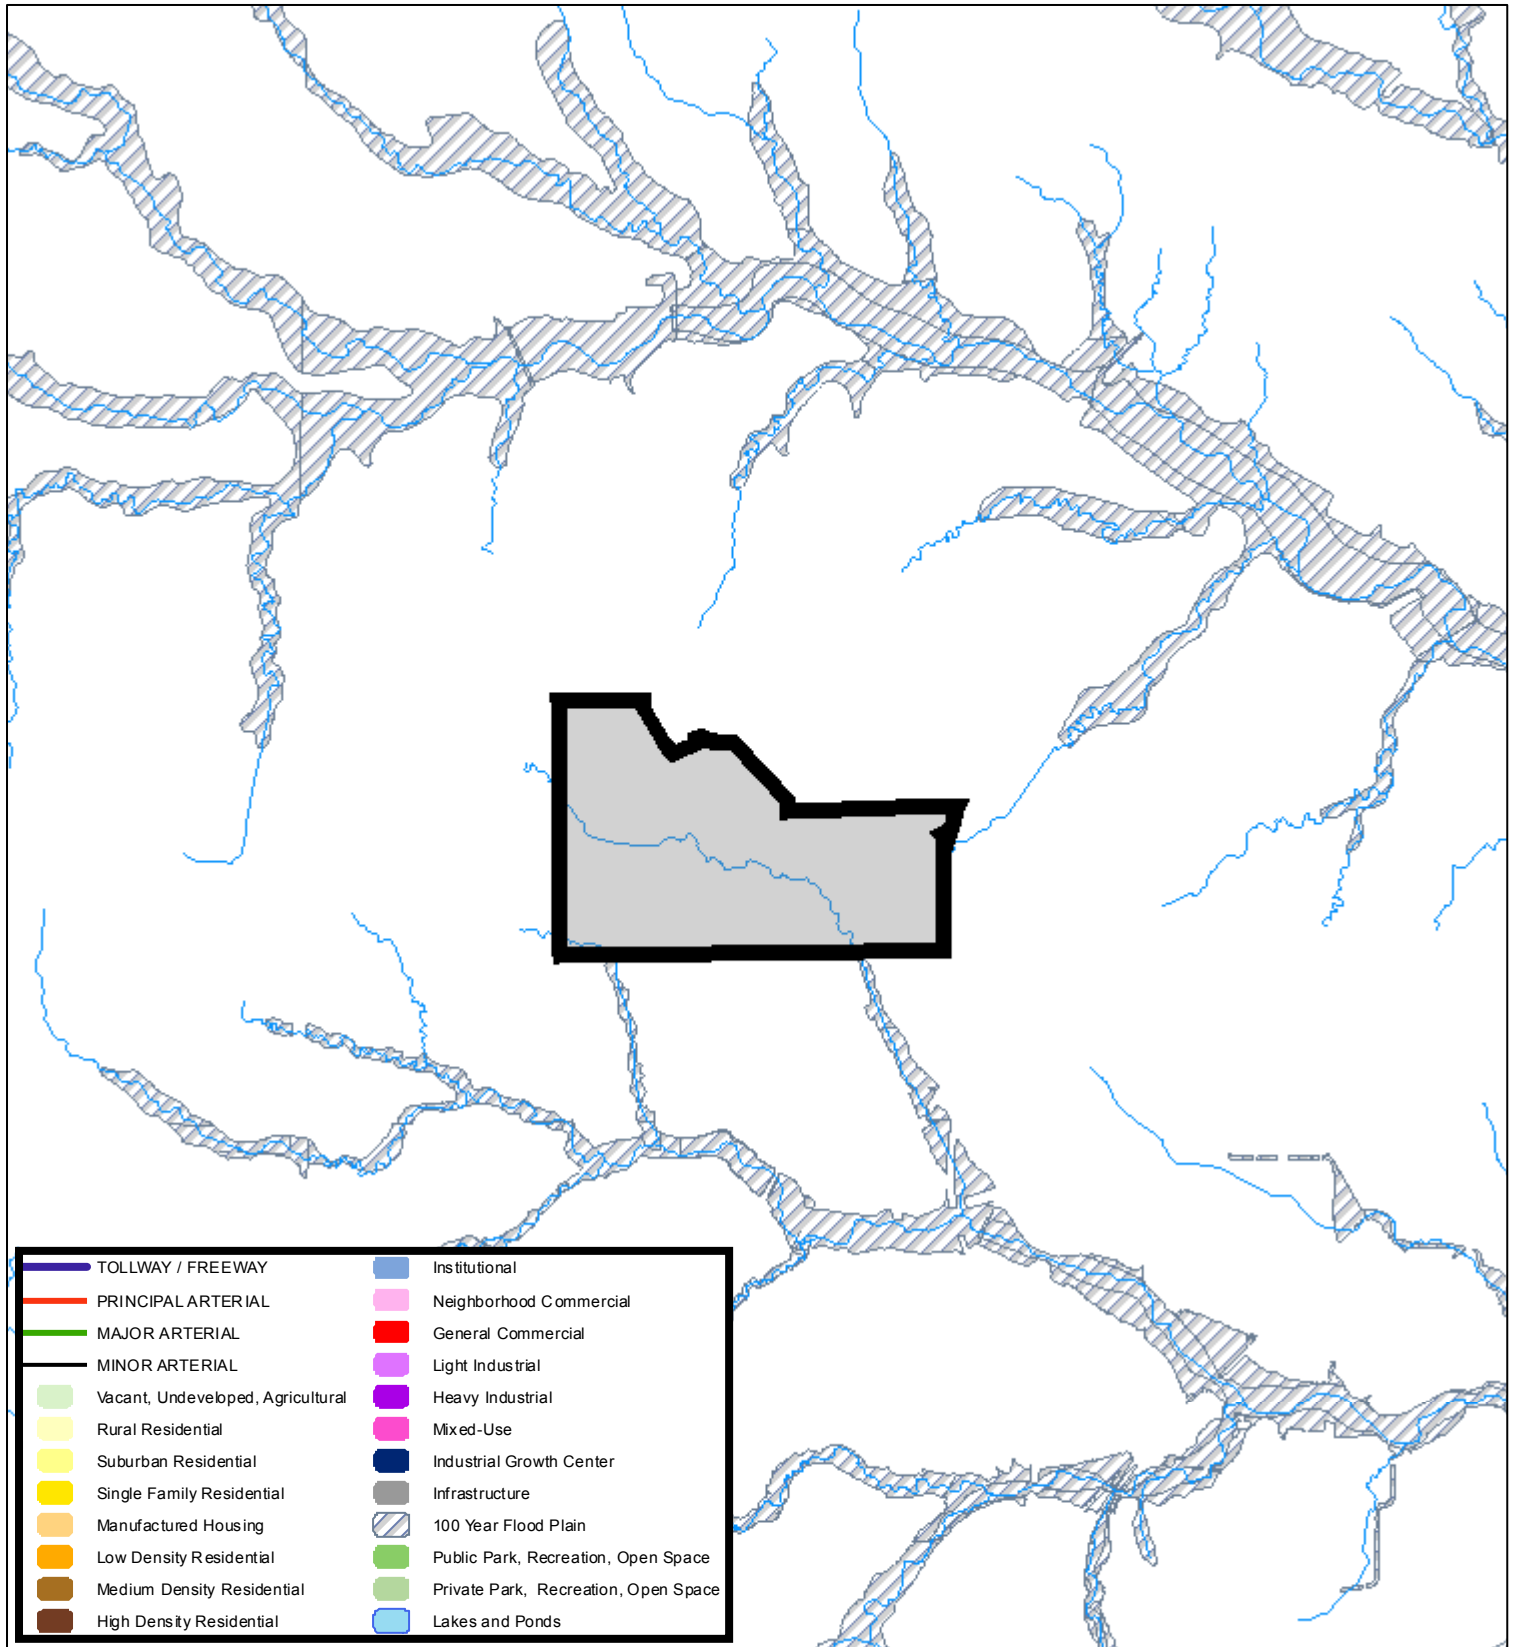 TOLLWAY / FREEWAY
PRINCIPAL ARTERIAL
MAJOR ARTERIAL
MINOR ARTERIAL
Vacant, Undeveloped, Agricultural
Rural Residential
Suburban Residential
Single Family Residential
Manufactured Housing
Low Density Residential
Medium Density Residential
High Density Residential
Institutional
Neighborhood Commercial
General Commercial
Light Industrial
Heavy Industrial
Mixed-Use
Industrial Growth Center
Infrastructure
100 Year Flood Plain
Public Park, Recreation, Open Space
Private Park, Recreation, Open Space
Lakes and Ponds